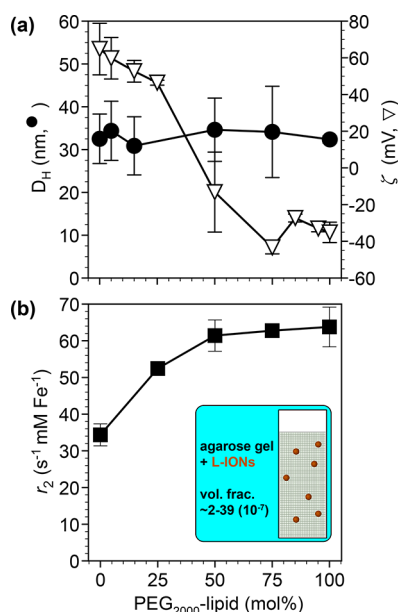 (a)
60
50
40
30
20
10
0
D_H (nm, ●)
80
60
40
20
0
-20
-40
-60
ζ (mV, ▽)
(b)
70
60
50
40
30
20
10
0
r₂ (s⁻¹ mM Fe⁻¹)
agarose gel
+ L-IONs
vol. frac.
~2-39 (10⁻⁷)
0 25 50 75 100
PEG₂₀₀₀-lipid (mol%)